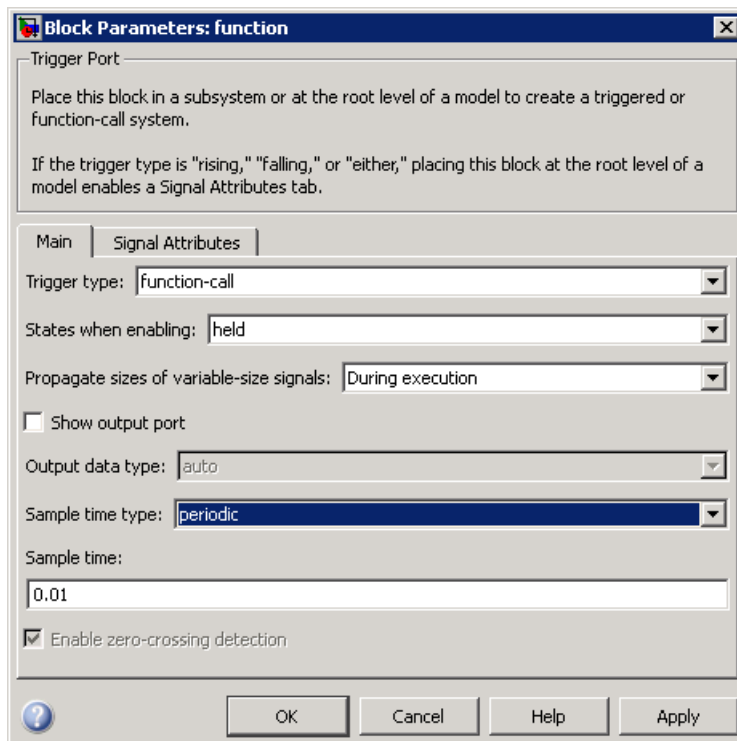 Block Parameters: function
Trigger Port
Place this block in a subsystem or at the root level of a model to create a triggered or
function-call system.
If the trigger type is "rising," "falling," or "either," placing this block at the root level of a
model enables a Signal Attributes tab.
Main Signal Attributes
Trigger type: function-call
States when enabling: held
Propagate sizes of variable-size signals: During execution
Show output port
Output data type: auto
Sample time type: periodic
Sample time:
0.01
Enable zero-crossing detection
? OK Cancel Help Apply